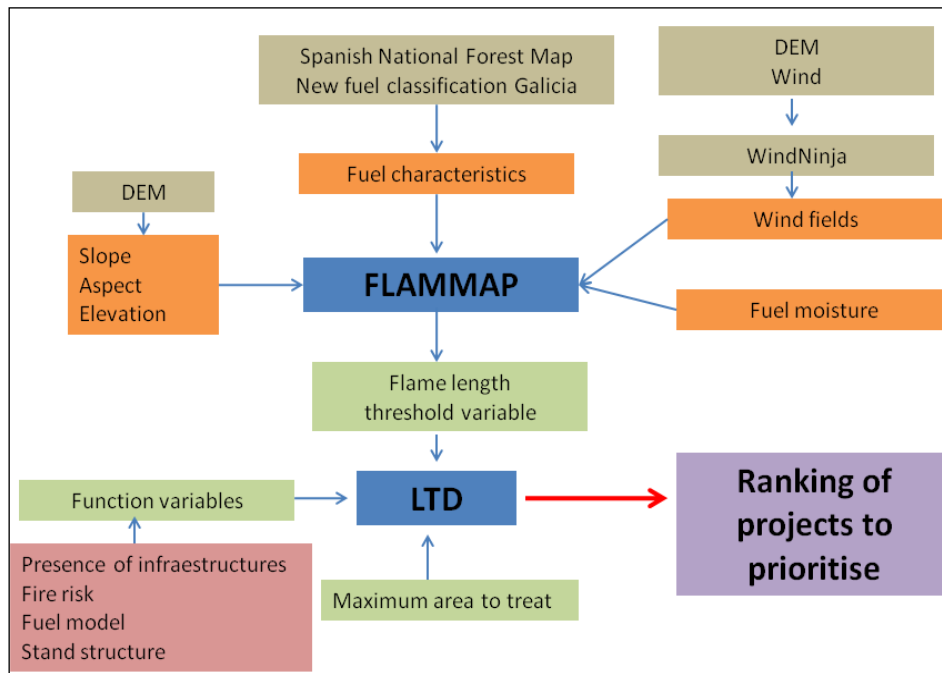 Spanish National Forest Map
New fuel classification Galicia
DEM
Wind
WindNinja
Fuel characteristics
DEM
Wind fields
Slope
Aspect
Elevation
FLAMMAP
Fuel moisture
Flame length
threshold variable
Function variables
LTD
Ranking of
projects to
prioritise
Presence of infraestructures
Fire risk
Fuel model
Stand structure
Maximum area to treat